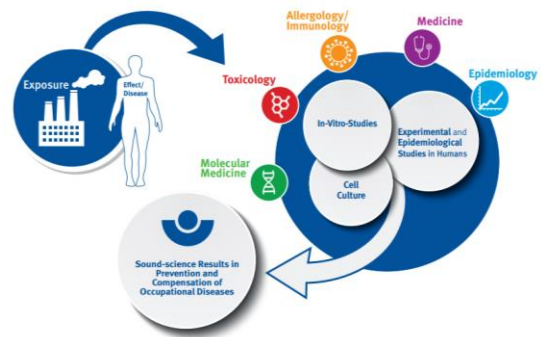 Exposure
Effect/
Disease
Allergology/
Immunology
Medicine
Toxicology
Epidemiology
Molecular
Medicine
In-Vitro-Studies
Experimental and
Epidemiological
Studies in Humans
Cell
Culture
Sound-science Results in
Prevention and
Compensation of
Occupational Diseases